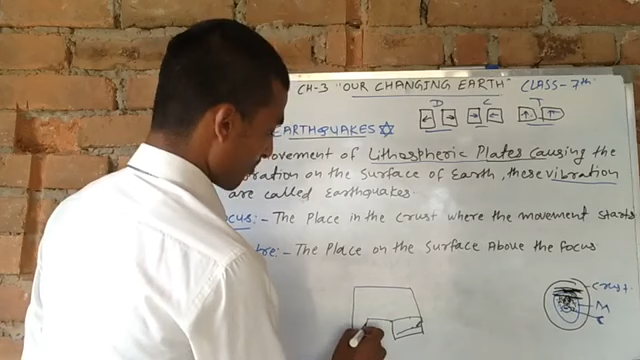 CH-3 "OUR CHANGING EARTH" CLASS-7th
D C T
EARTHQUAKES
movement of Lithospheric Plates causing the
on the Surface of Earth, these vibration
are called Earthquakes.
:- The Place in the Crust where the movement starts
:- The Place on the Surface Above the Focus.
Crust
M
C